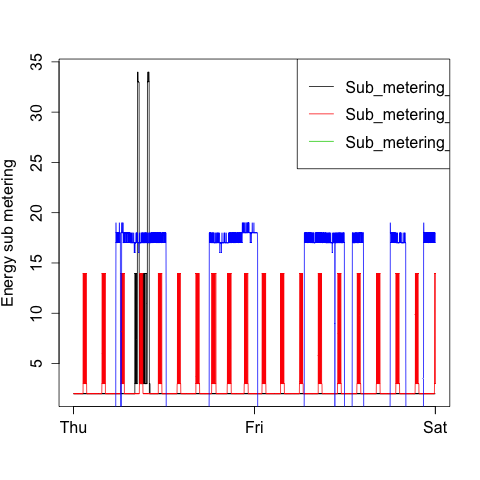 Energy sub metering
35
30
25
20
15
10
5
Thu
Fri
Sat
Sub_metering_
Sub_metering_
Sub_metering_